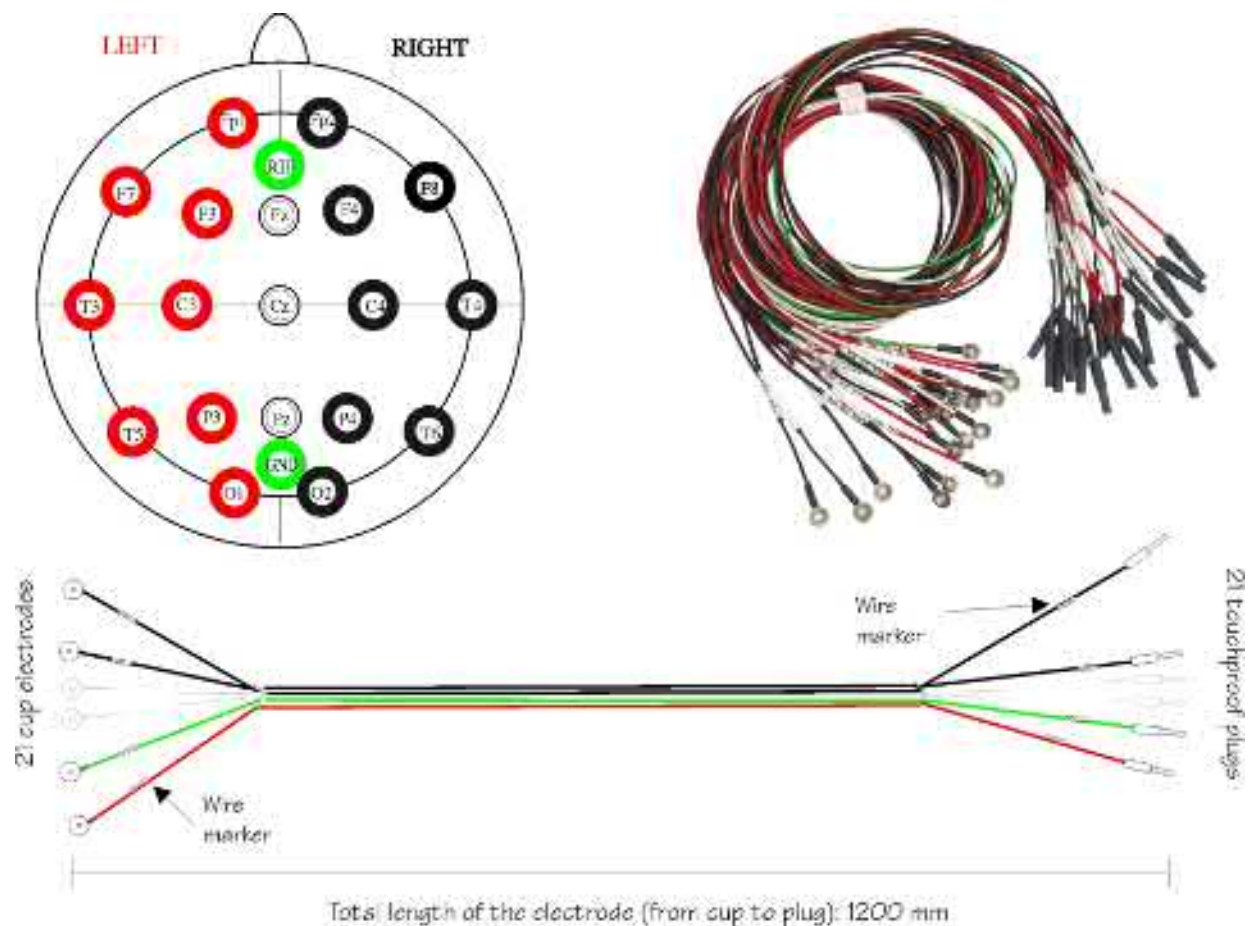 LEFT
RIGHT
Fp1
Fp2
F7
F3
Fz
F4
F8
T3
C3
Cz
C4
T4
T5
P3
Pz
P4
T6
GND
O1
O2
21 cup electrodes
Wire
marker
21 touchproof plugs
Wire
marker
Total length of the electrode (from cup to plug): 1200 mm